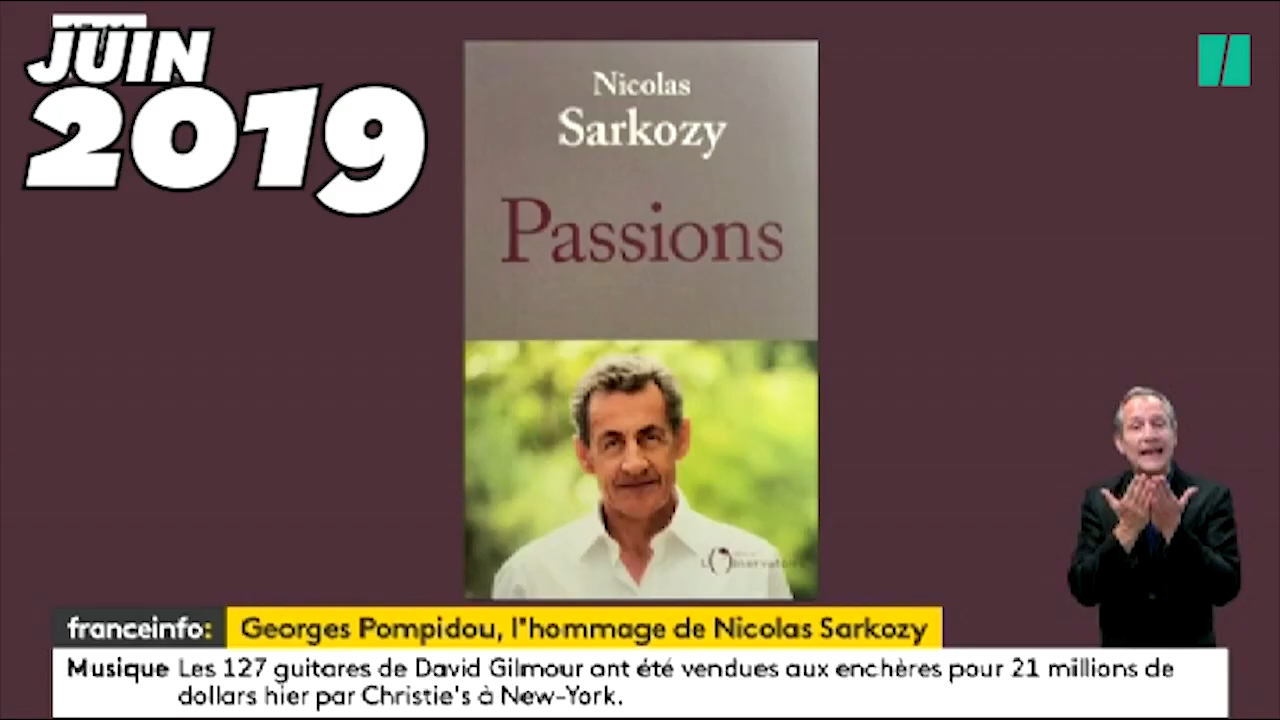 JUIN
2019
Nicolas
Sarkozy
Passions
franceinfo:
Georges Pompidou, l"hommage de Nicolas Sarkozy
Musique Les 127 guitares de David Gilmour ont été vendues aux enchères pour 21 millions de
dollars hier par Christie's à New-York.